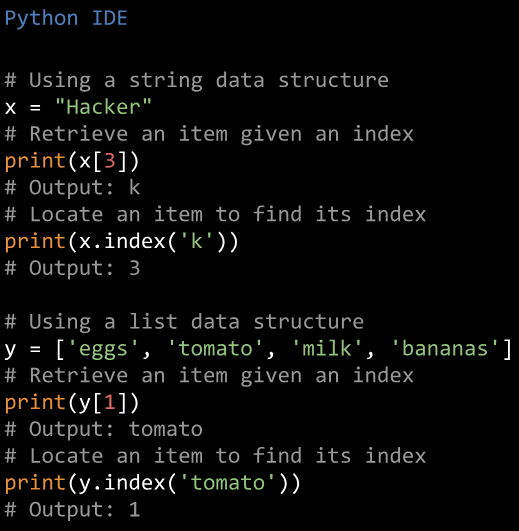 Python IDE
# Using a string data structure
x = "Hacker"
# Retrieve an item given an index
print(x[3])
# Output: k
# Locate an item to find its index
print(x.index('k'))
# Output: 3
# Using a list data structure
y = ['eggs', 'tomato', 'milk', 'bananas']
# Retrieve an item given an index
print(y[1])
# Output: tomato
# Locate an item to find its index
print(y.index('tomato'))
# Output: 1